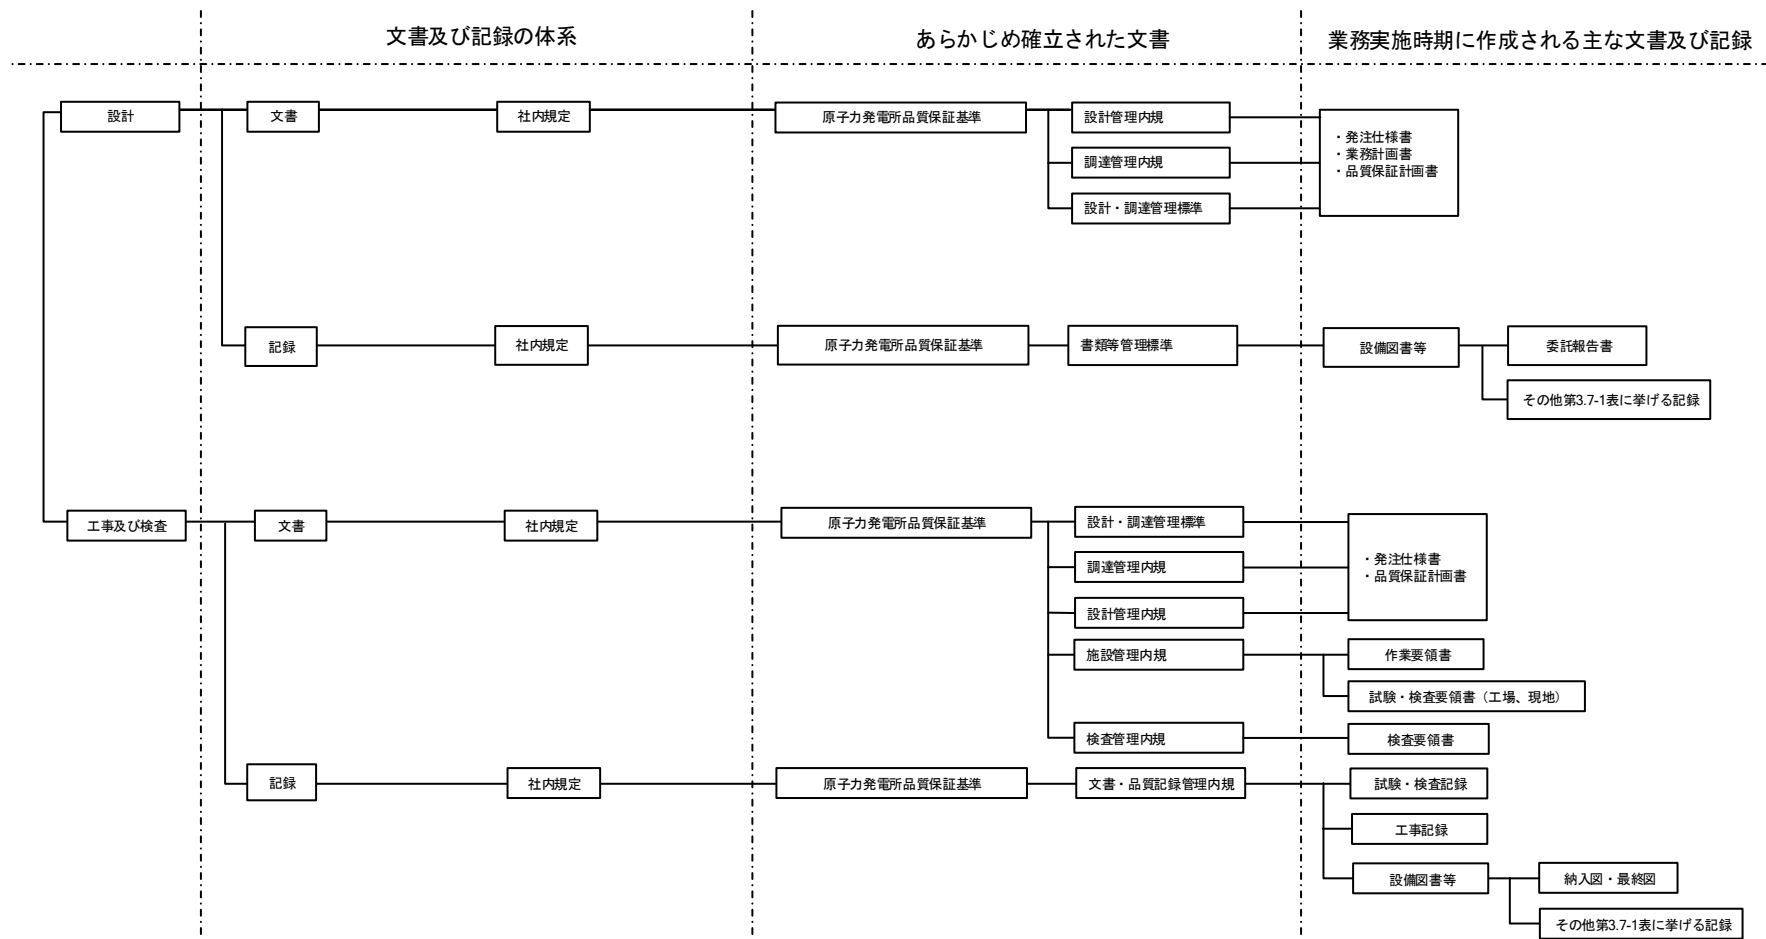 文書及び記録の体系
あらかじめ確立された文書
業務実施時期に作成される主な文書及び記録
設計
文書
社内規定
原子力発電所品質保証基準
設計管理内規
・発注仕様書
・業務計画書
・品質保証計画書
調達管理内規
設計・調達管理標準
記録
社内規定
原子力発電所品質保証基準
書類等管理標準
設備図書等
委託報告書
その他第3.7-1表に挙げる記録
工事及び検査
文書
社内規定
原子力発電所品質保証基準
設計・調達管理標準
・発注仕様書
・品質保証計画書
調達管理内規
設計管理内規
施設管理内規
作業要領書
試験・検査要領書（工場、現地）
検査管理内規
検査要領書
記録
社内規定
原子力発電所品質保証基準
文書・品質記録管理内規
試験・検査記録
工事記録
設備図書等
納入図・最終図
その他第3.7-1表に挙げる記録